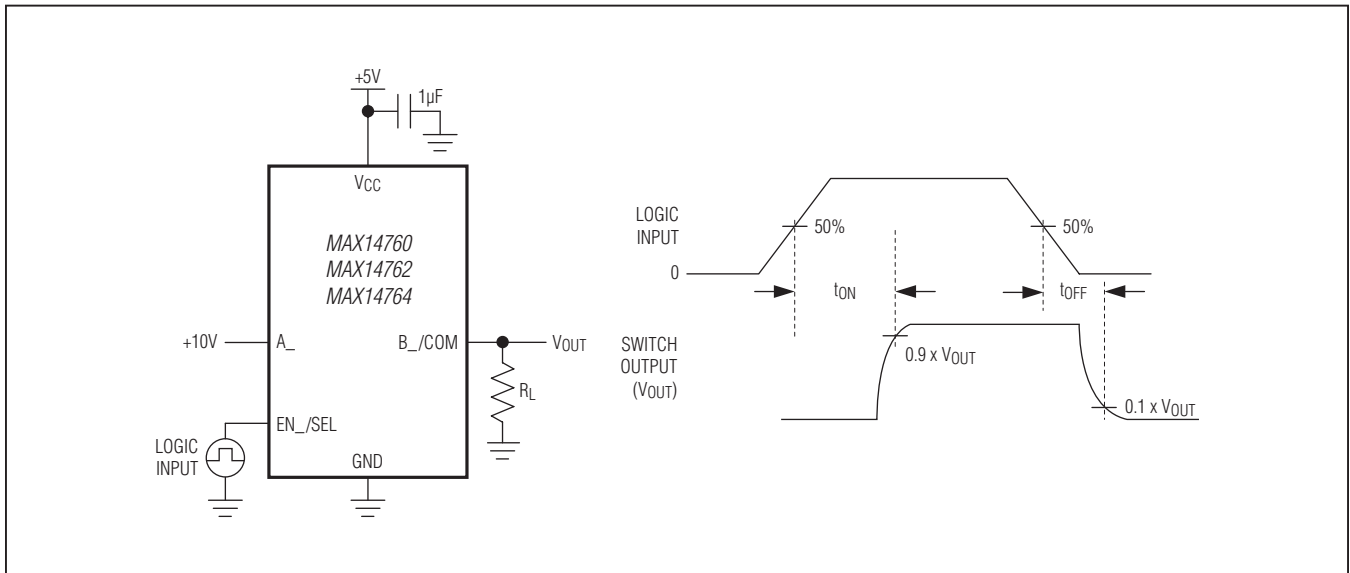 +5V
1µF
VCC
MAX14760
MAX14762
MAX14764
+10V
A_
B_/COM
VOUT
RL
EN_/SEL
LOGIC
INPUT
GND
LOGIC
INPUT
0
50%
50%
tON
tOFF
SWITCH
OUTPUT
(VOUT)
0.9 x VOUT
0.1 x VOUT